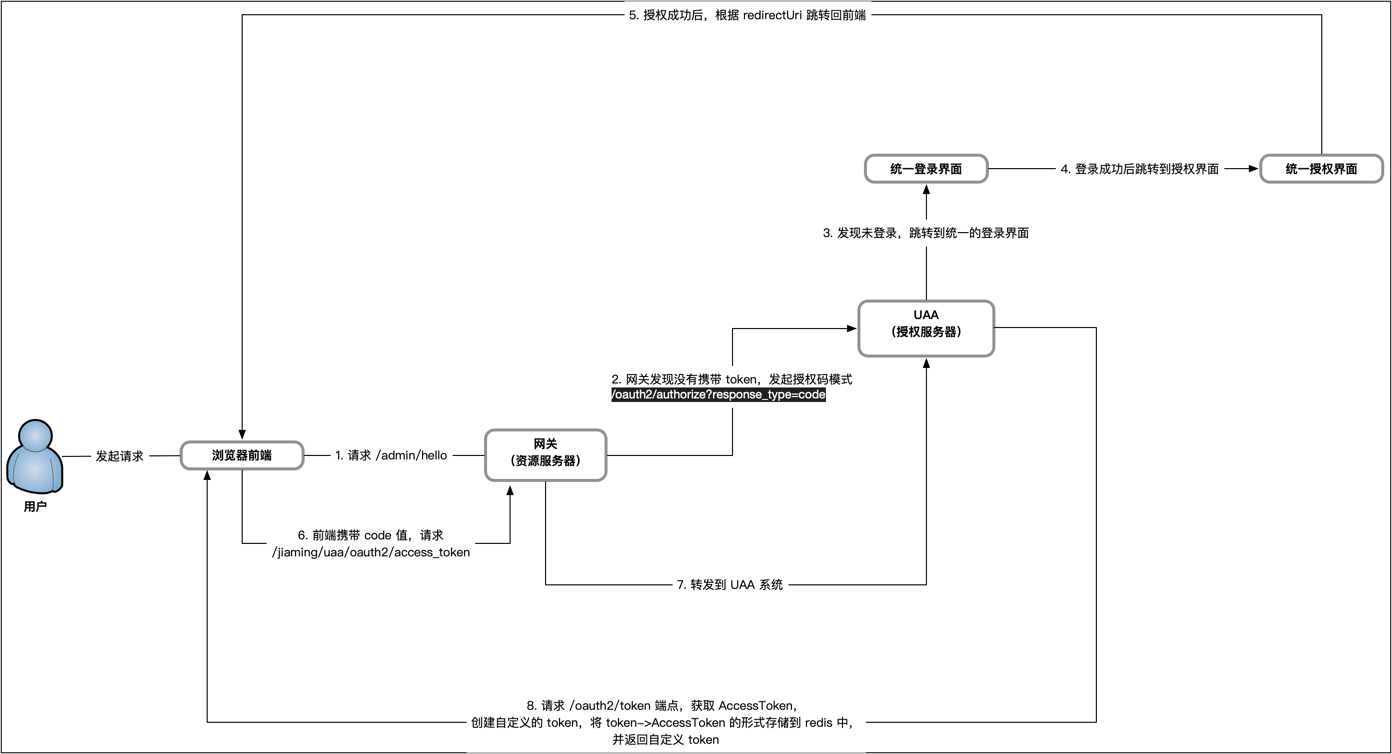 5. 授权成功后，根据 redirectUri 跳转回前端
统一登录界面
4. 登录成功后跳转到授权界面
统一授权界面
3. 发现未登录，跳转到统一的登录界面
UAA
（授权服务器）
2. 网关发现没有携带 token，发起授权码模式
/oauth2/authorize?response_type=code
用户
发起请求
浏览器前端
1. 请求 /admin/hello
网关
（资源服务器）
6. 前端携带 code 值，请求
/jiaming/uaa/oauth2/access_token
7. 转发到 UAA 系统
8. 请求 /oauth2/token 端点，获取 AccessToken，
创建自定义的 token，将 token->AccessToken 的形式存储到 redis 中，
并返回自定义 token